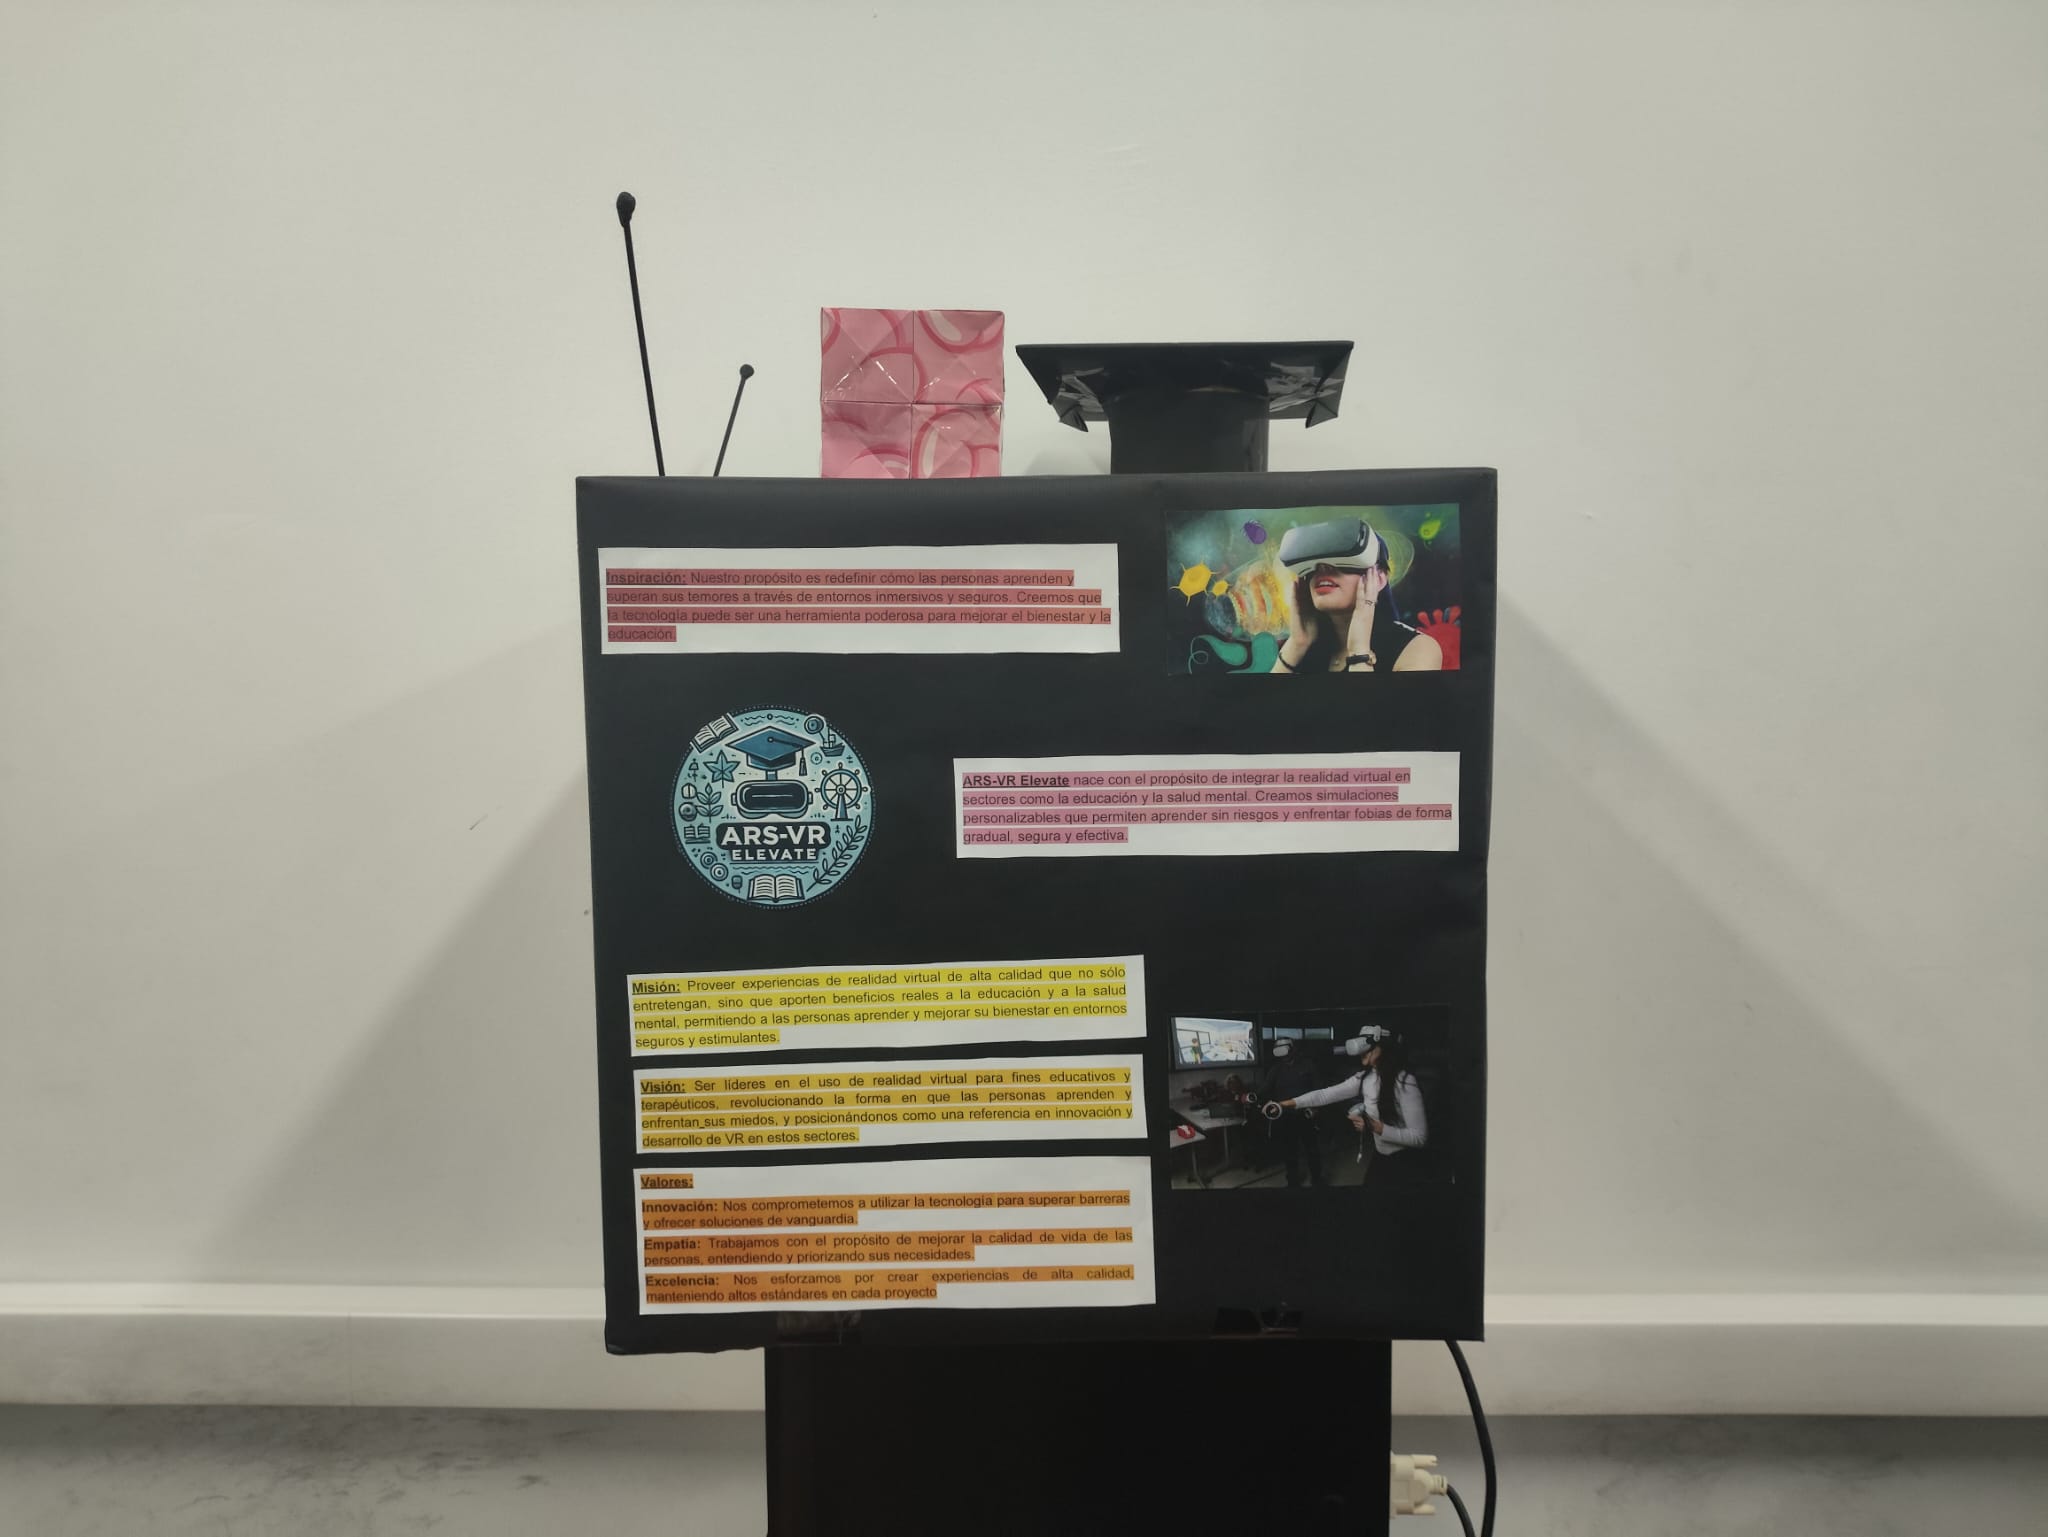 Inspiración: Nuestro propósito es redefinir cómo las personas aprenden y
superan sus temores a través de entornos inmersivos y seguros. Creemos que
la tecnología puede ser una herramienta poderosa para mejorar el bienestar y la
educación.
ARS-VR
ELEVATE
ARS-VR Elevate nace con el propósito de integrar la realidad virtual en
sectores como la educación y la salud mental. Creamos simulaciones
personalizables que permiten aprender sin riesgos y enfrentar fobias de forma
gradual, segura y efectiva.
Misión: Proveer experiencias de realidad virtual de alta calidad que no sólo
entretengan, sino que aporten beneficios reales a la educación y a la salud
mental, permitiendo a las personas aprender y mejorar su bienestar en entornos
seguros y estimulantes.
Visión: Ser líderes en el uso de realidad virtual para fines educativos y
terapéuticos, revolucionando la forma en que las personas aprenden y
enfrentan sus miedos, y posicionándonos como una referencia en innovación y
desarrollo de VR en estos sectores.
Valores:
Innovación: Nos comprometemos a utilizar la tecnología para superar barreras
y ofrecer soluciones de vanguardia.
Empatía: Trabajamos con el propósito de mejorar la calidad de vida de las
personas, entendiendo y priorizando sus necesidades.
Excelencia: Nos esforzamos por crear experiencias de alta calidad,
manteniendo altos estándares en cada proyecto